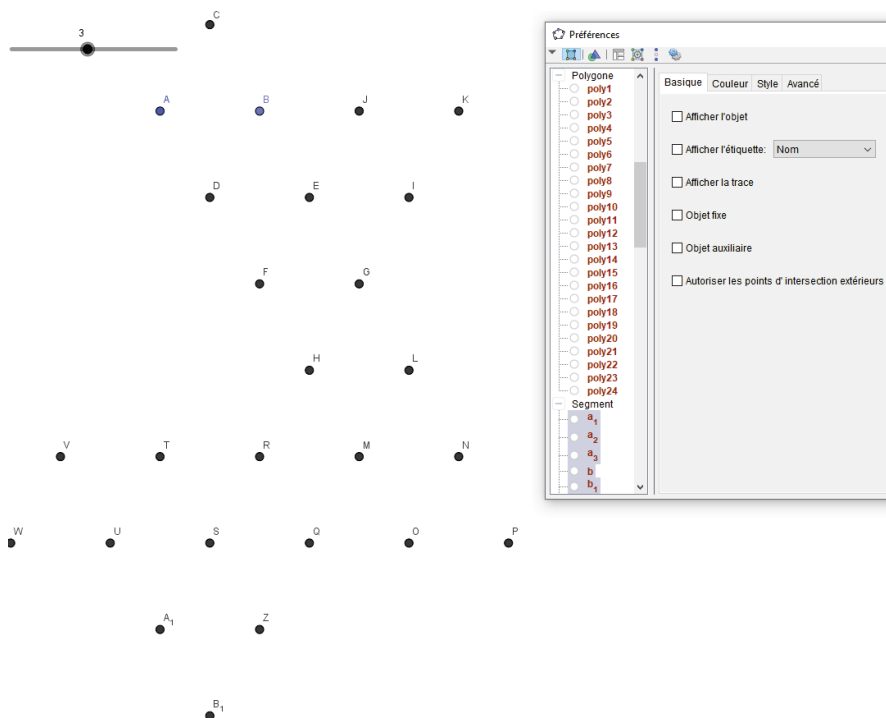 C
3
A B J K
D E I
F G
H L
V T R M N
W U S Q O P
A₁ Z
B₁
Préférences
Polygone
poly1
poly2
poly3
poly4
poly5
poly6
poly7
poly8
poly9
poly10
poly11
poly12
poly13
poly14
poly15
poly16
poly17
poly18
poly19
poly20
poly21
poly22
poly23
poly24
Segment
a₁
a₂
a₃
b
b₁
Basique Couleur Style Avancé
Afficher l'objet
Afficher l'étiquette: Nom
Afficher la trace
Objet fixe
Objet auxiliaire
Autoriser les points d' intersection extérieurs